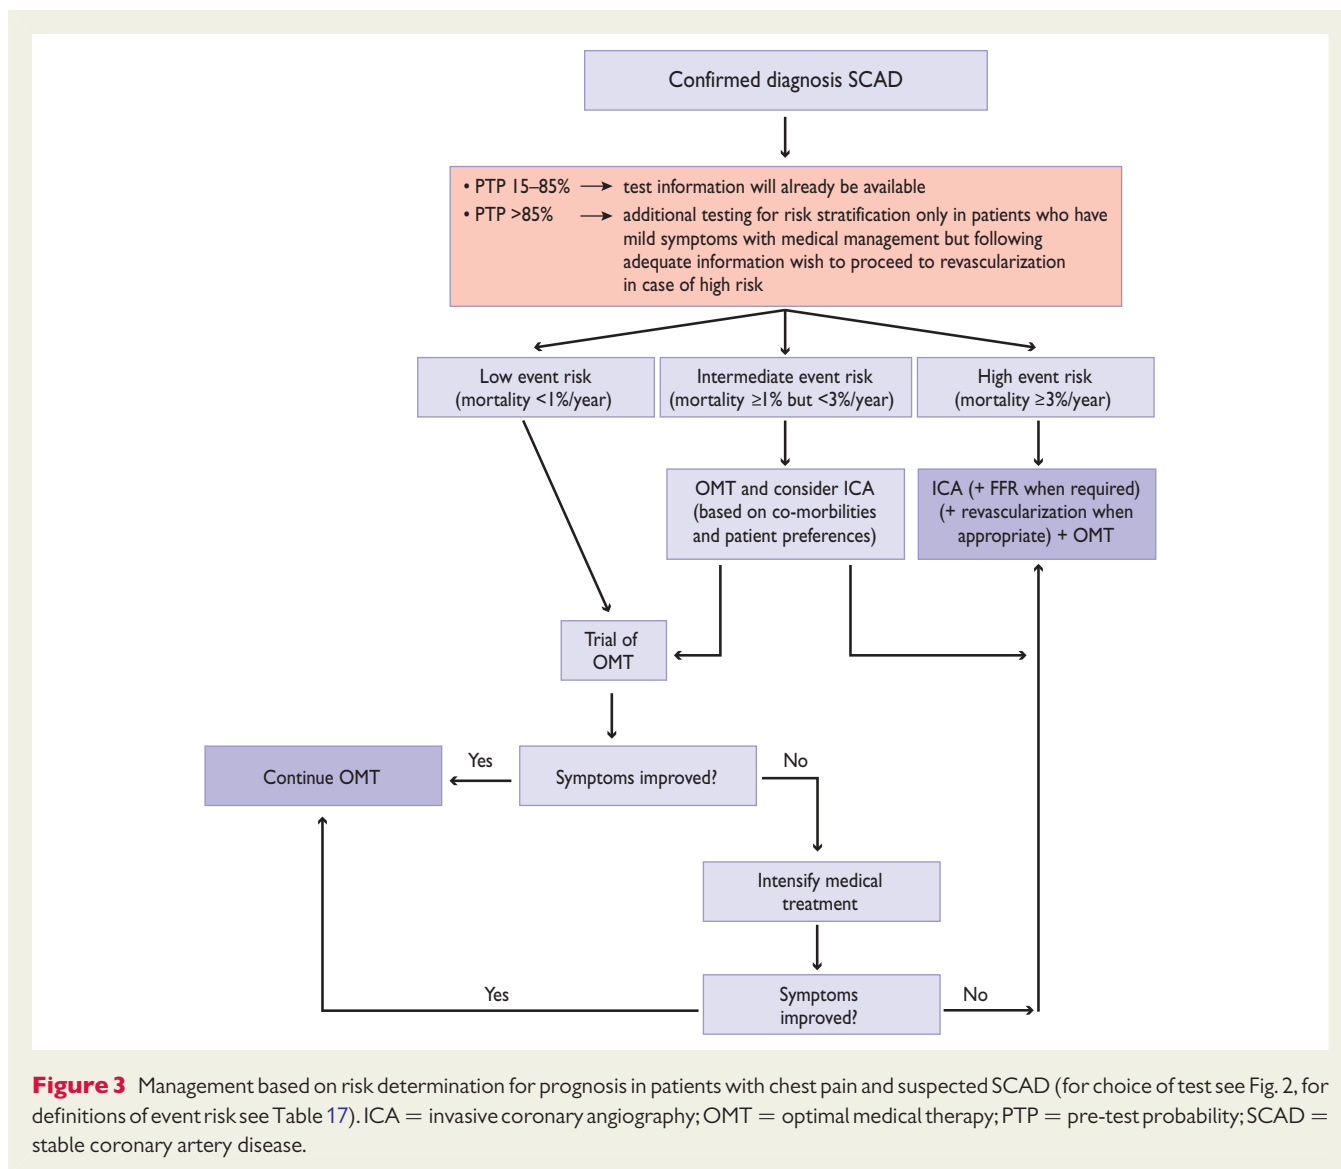 Confirmed diagnosis SCAD
• PTP 15–85% → test information will already be available
• PTP >85% → additional testing for risk stratification only in patients who have
mild symptoms with medical management but following
adequate information wish to proceed to revascularization
in case of high risk
Low event risk
(mortality <1%/year)
Intermediate event risk
(mortality ≥1% but <3%/year)
High event risk
(mortality ≥3%/year)
OMT and consider ICA
(based on co-morbilities
and patient preferences)
ICA (+ FFR when required)
(+ revascularization when
appropriate) + OMT
Trial of
OMT
Continue OMT
Yes
Symptoms improved?
No
Intensify medical
treatment
Yes
Symptoms
improved?
No
Figure 3 Management based on risk determination for prognosis in patients with chest pain and suspected SCAD (for choice of test see Fig. 2, for
definitions of event risk see Table 17). ICA = invasive coronary angiography; OMT = optimal medical therapy; PTP = pre-test probability; SCAD =
stable coronary artery disease.